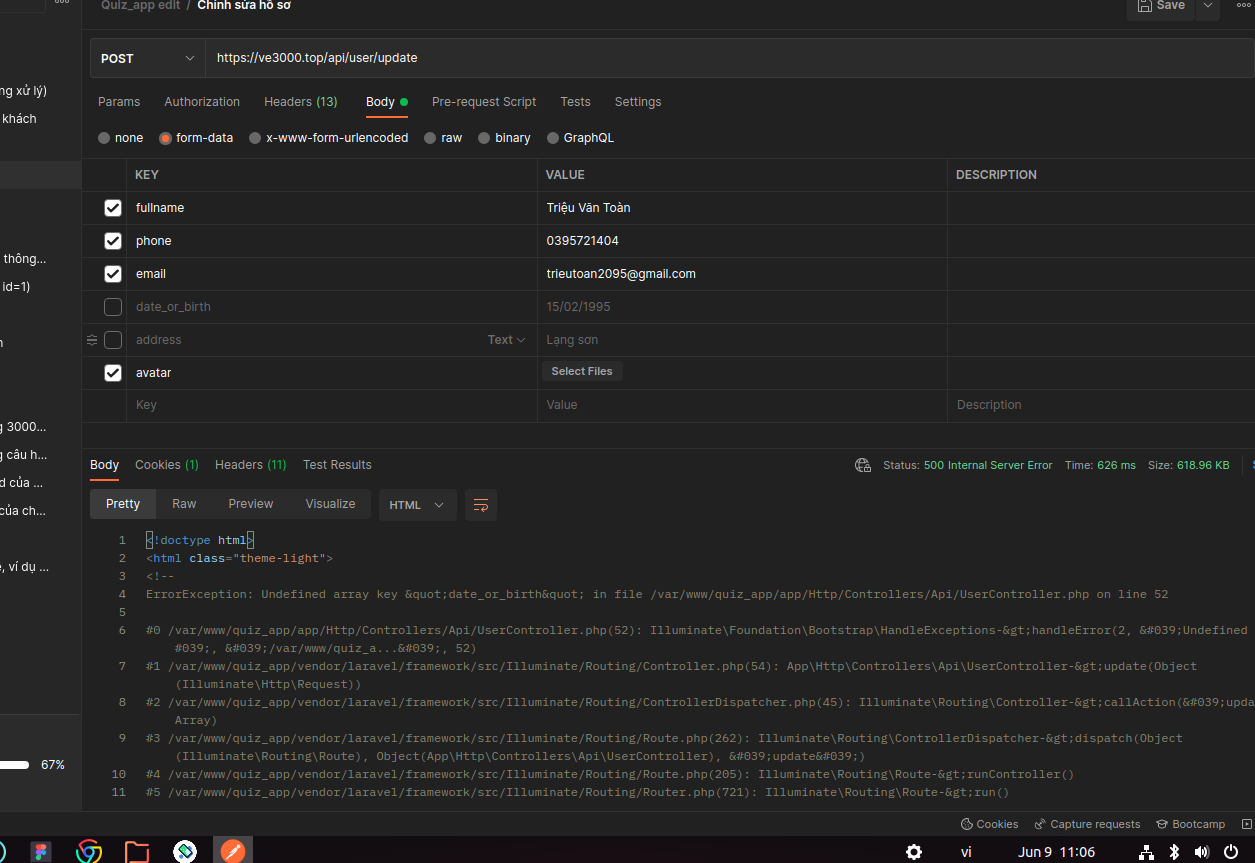 Quiz_app edit / Chỉnh sửa hồ sơ
Save
POST
https://ve3000.top/api/user/update
ng xử lý)
khách
thông...
id=1)
n
g 3000...
g câu h...
d của ...
của ch...
e, ví dụ ...
67%
Params Authorization Headers (13) Body Pre-request Script Tests Settings
none form-data x-www-form-urlencoded raw binary GraphQL
KEY VALUE DESCRIPTION
fullname Triệu Văn Toàn
phone 0395721404
email trieutoan2095@gmail.com
date_or_birth 15/02/1995
address Text Lạng sơn
avatar Select Files
Key Value Description
Body Cookies (1) Headers (11) Test Results Status: 500 Internal Server Error Time: 626 ms Size: 618.96 KB
Pretty Raw Preview Visualize HTML
1 <!doctype html>
2 <html class="theme-light">
3 <!--
4 ErrorException: Undefined array key &quot;date_or_birth&quot; in file /var/www/quiz_app/app/Http/Controllers/Api/UserController.php on line 52
5
6 #0 /var/www/quiz_app/app/Http/Controllers/Api/UserController.php(52): Illuminate\Foundation\Bootstrap\HandleExceptions-&gt;handleError(2, &#039;Undefined
#039;, &#039;/var/www/quiz_a...&#039;, 52)
7 #1 /var/www/quiz_app/vendor/laravel/framework/src/Illuminate/Routing/Controller.php(54): App\Http\Controllers\Api\UserController-&gt;update(Object
(Illuminate\Http\Request))
8 #2 /var/www/quiz_app/vendor/laravel/framework/src/Illuminate/Routing/ControllerDispatcher.php(45): Illuminate\Routing\Controller-&gt;callAction(&#039;upda
Array)
9 #3 /var/www/quiz_app/vendor/laravel/framework/src/Illuminate/Routing/Route.php(262): Illuminate\Routing\ControllerDispatcher-&gt;dispatch(Object
(Illuminate\Routing\Route), Object(App\Http\Controllers\Api\UserController), &#039;update&#039;)
10 #4 /var/www/quiz_app/vendor/laravel/framework/src/Illuminate/Routing/Route.php(205): Illuminate\Routing\Route-&gt;runController()
11 #5 /var/www/quiz_app/vendor/laravel/framework/src/Illuminate/Routing/Router.php(721): Illuminate\Routing\Route-&gt;run()
Cookies Capture requests Bootcamp
vi Jun 9 11:06